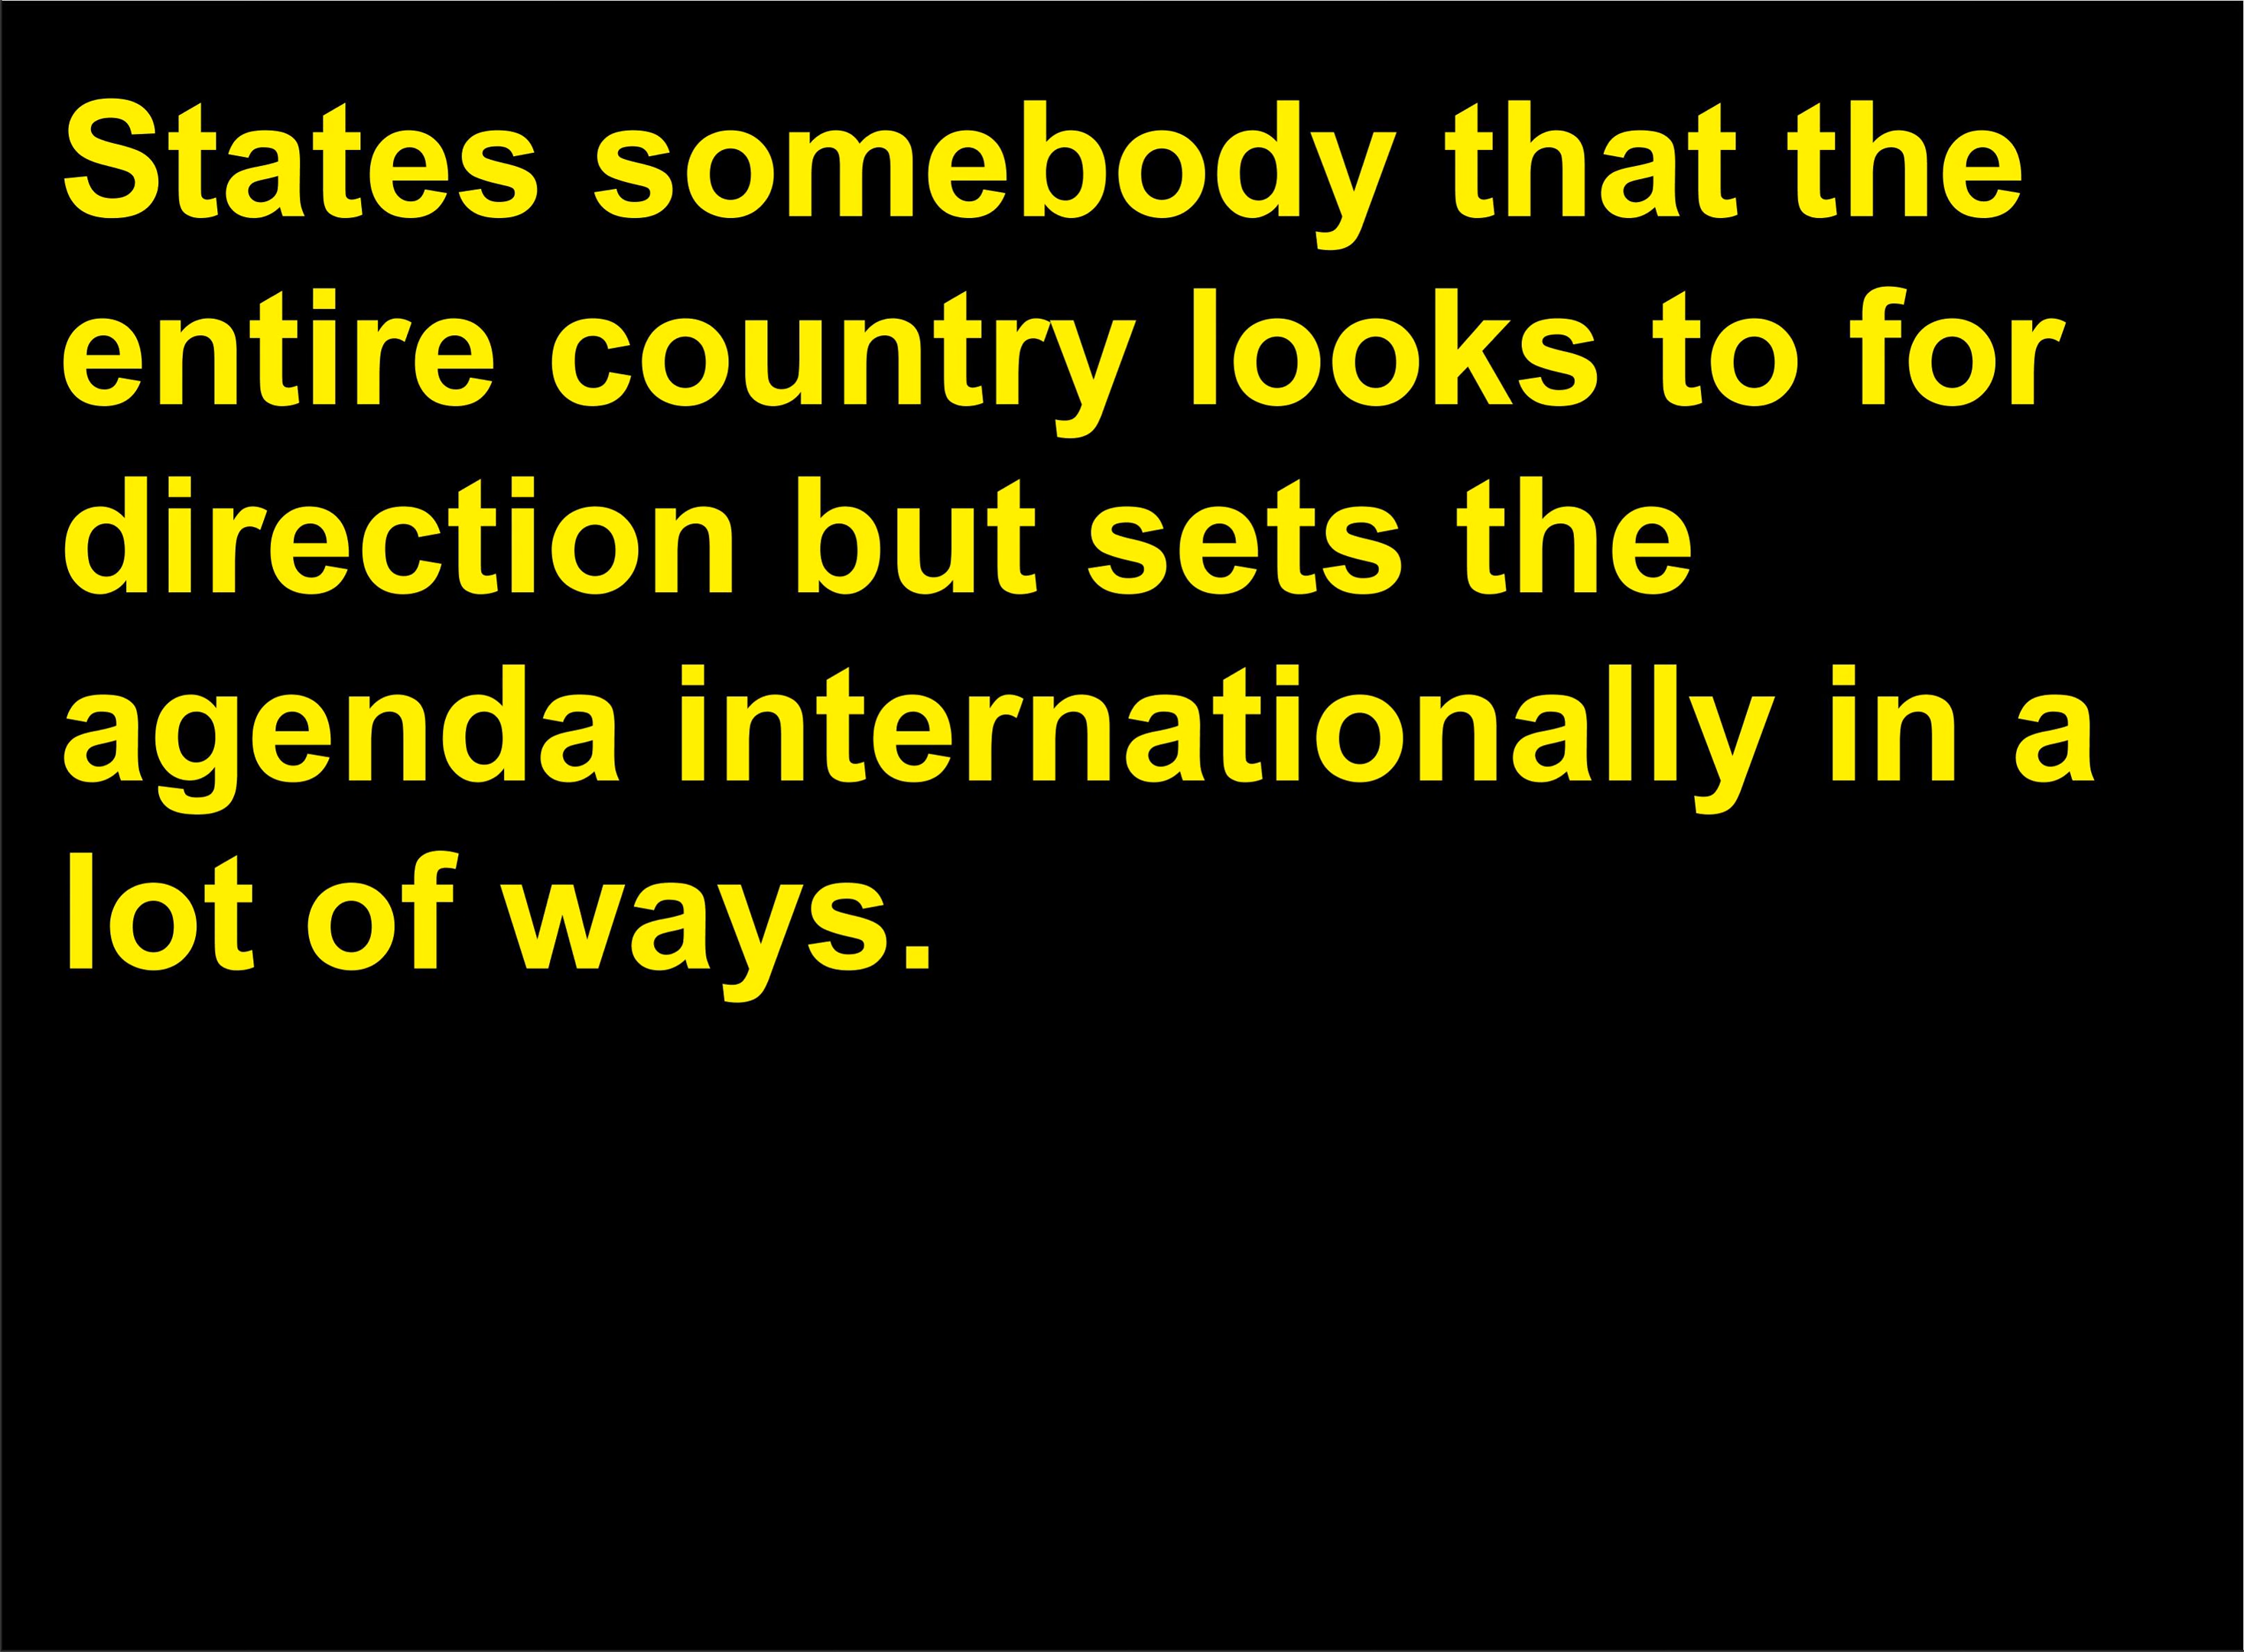 States somebody that the
entire country looks to for
direction but sets the
agenda internationally in a
lot of ways.